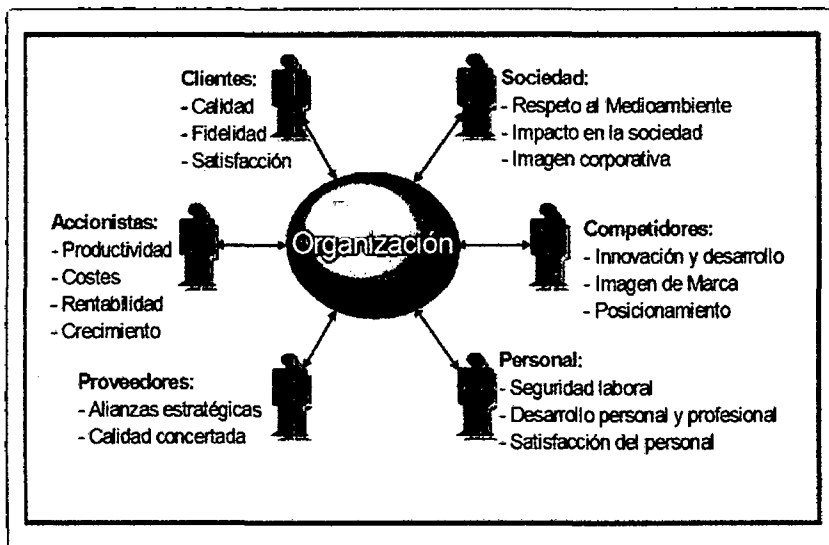 Clientes:
- Calidad
- Fidelidad
- Satisfacción
Sociedad:
- Respeto al Medioambiente
- Impacto en la sociedad
- Imagen corporativa
Accionistas:
- Productividad
- Costes
- Rentabilidad
- Crecimiento
Organización
Competidores:
- Innovación y desarrollo
- Imagen de Marca
- Posicionamiento
Proveedores:
- Alianzas estratégicas
- Calidad concertada
Personal:
- Seguridad laboral
- Desarrollo personal y profesional
- Satisfacción del personal